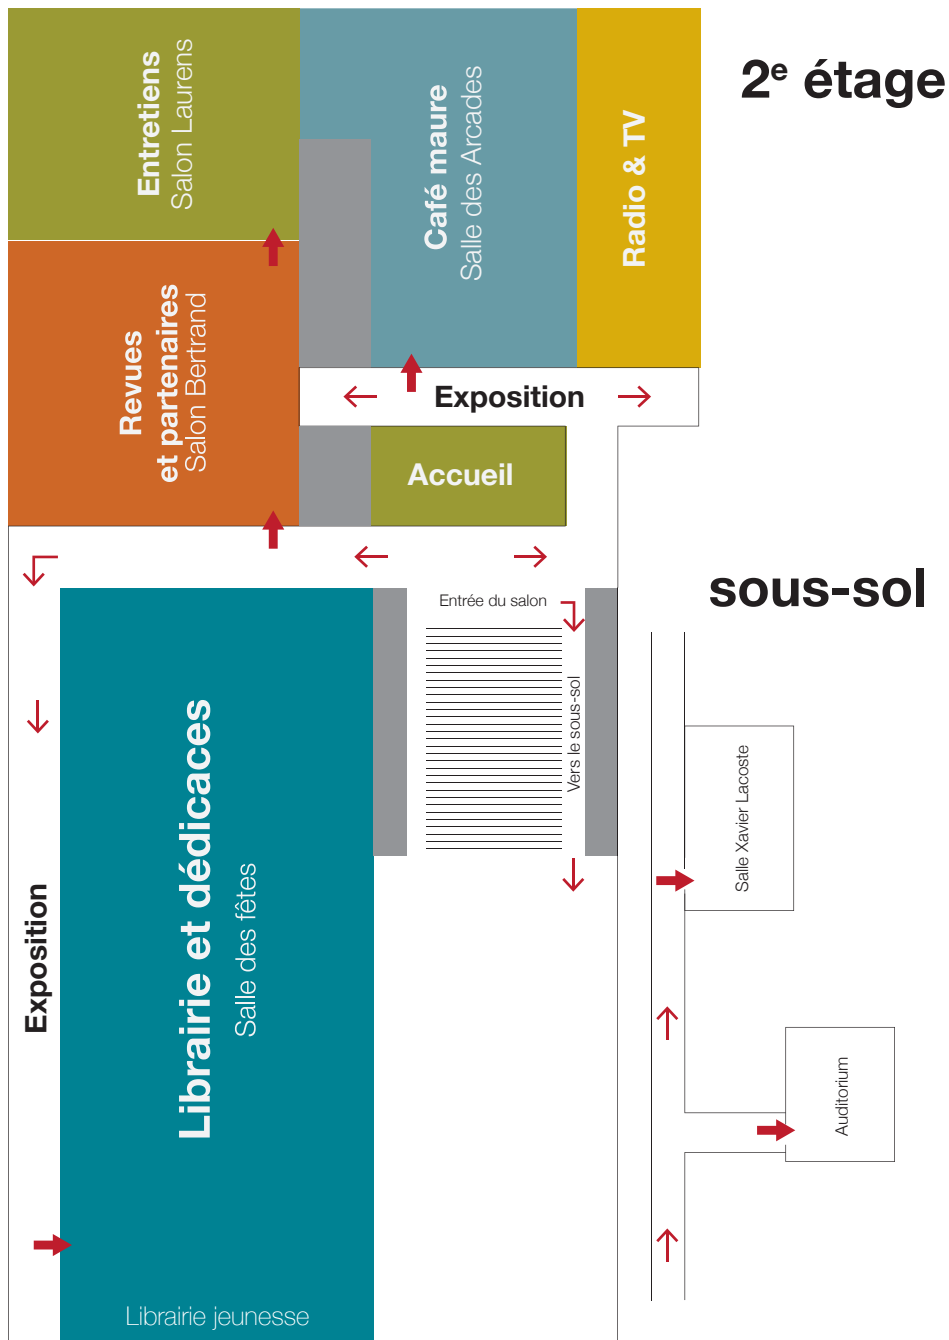 2e étage
Entretiens
Salon Laurens
Café maure
Salle des Arcades
Radio & TV
Revues
et partenaires
Salon Bertrand
Exposition
Accueil
sous-sol
Entrée du salon
Vers le sous-sol
Librairie et dédicaces
Salle des fêtes
Exposition
Librairie jeunesse
Salle Xavier Lacoste
Auditorium